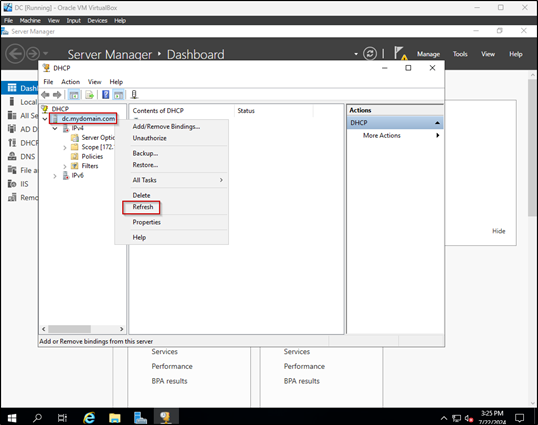 DC [Running] - Oracle VM VirtualBox
File Machine View Input Devices Help
Server Manager
Server Manager Dashboard
Manage Tools View Help
DHCP
File Action View Help
Dashb
Local
All Se
AD D
DHCP
DNS
File a
IIS
Remo
DHCP
dc.mydomain.com
IPv4
Server Optio
Scope [172.
Policies
Filters
IPv6
Contents of DHCP Status
Add/Remove Bindings...
Unauthorize
Backup...
Restore...
All Tasks
Delete
Refresh
Properties
Help
Actions
DHCP
More Actions
Hide
Add or Remove bindings from this server
Services
Performance
BPA results
Services
Performance
BPA results
3:25 PM
7/22/2024